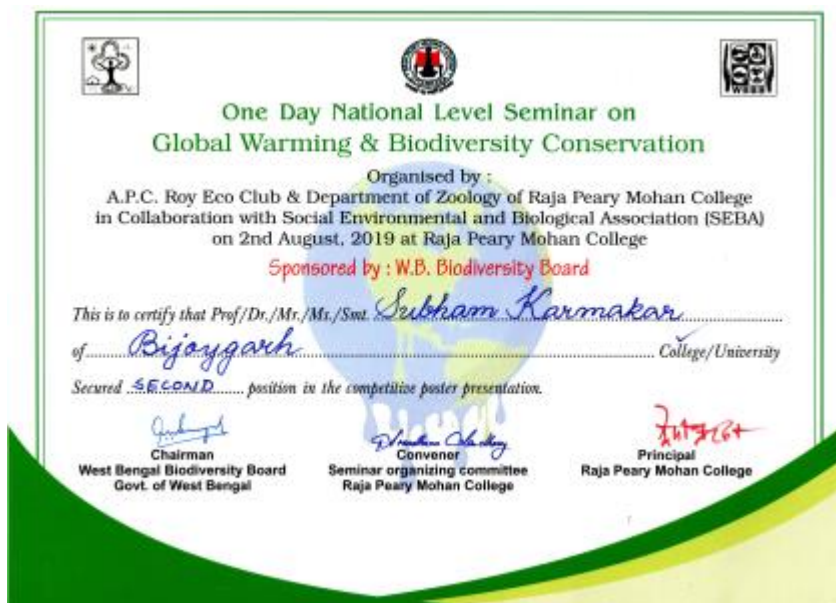 One Day National Level Seminar on
Global Warming & Biodiversity Conservation
Organised by :
A.P.C. Roy Eco Club & Department of Zoology of Raja Peary Mohan College
in Collaboration with Social Environmental and Biological Association (SEBA)
on 2nd August, 2019 at Raja Peary Mohan College
Sponsored by : W.B. Biodiversity Board
This is to certify that Prof/Dr./Mr./Ms./Smt. Subham Karmakar
of Bijoygarh College/University
Secured SECOND position in the competitive poster presentation.
Chairman
West Bengal Biodiversity Board
Govt. of West Bengal
Convener
Seminar organizing committee
Raja Peary Mohan College
Principal
Raja Peary Mohan College